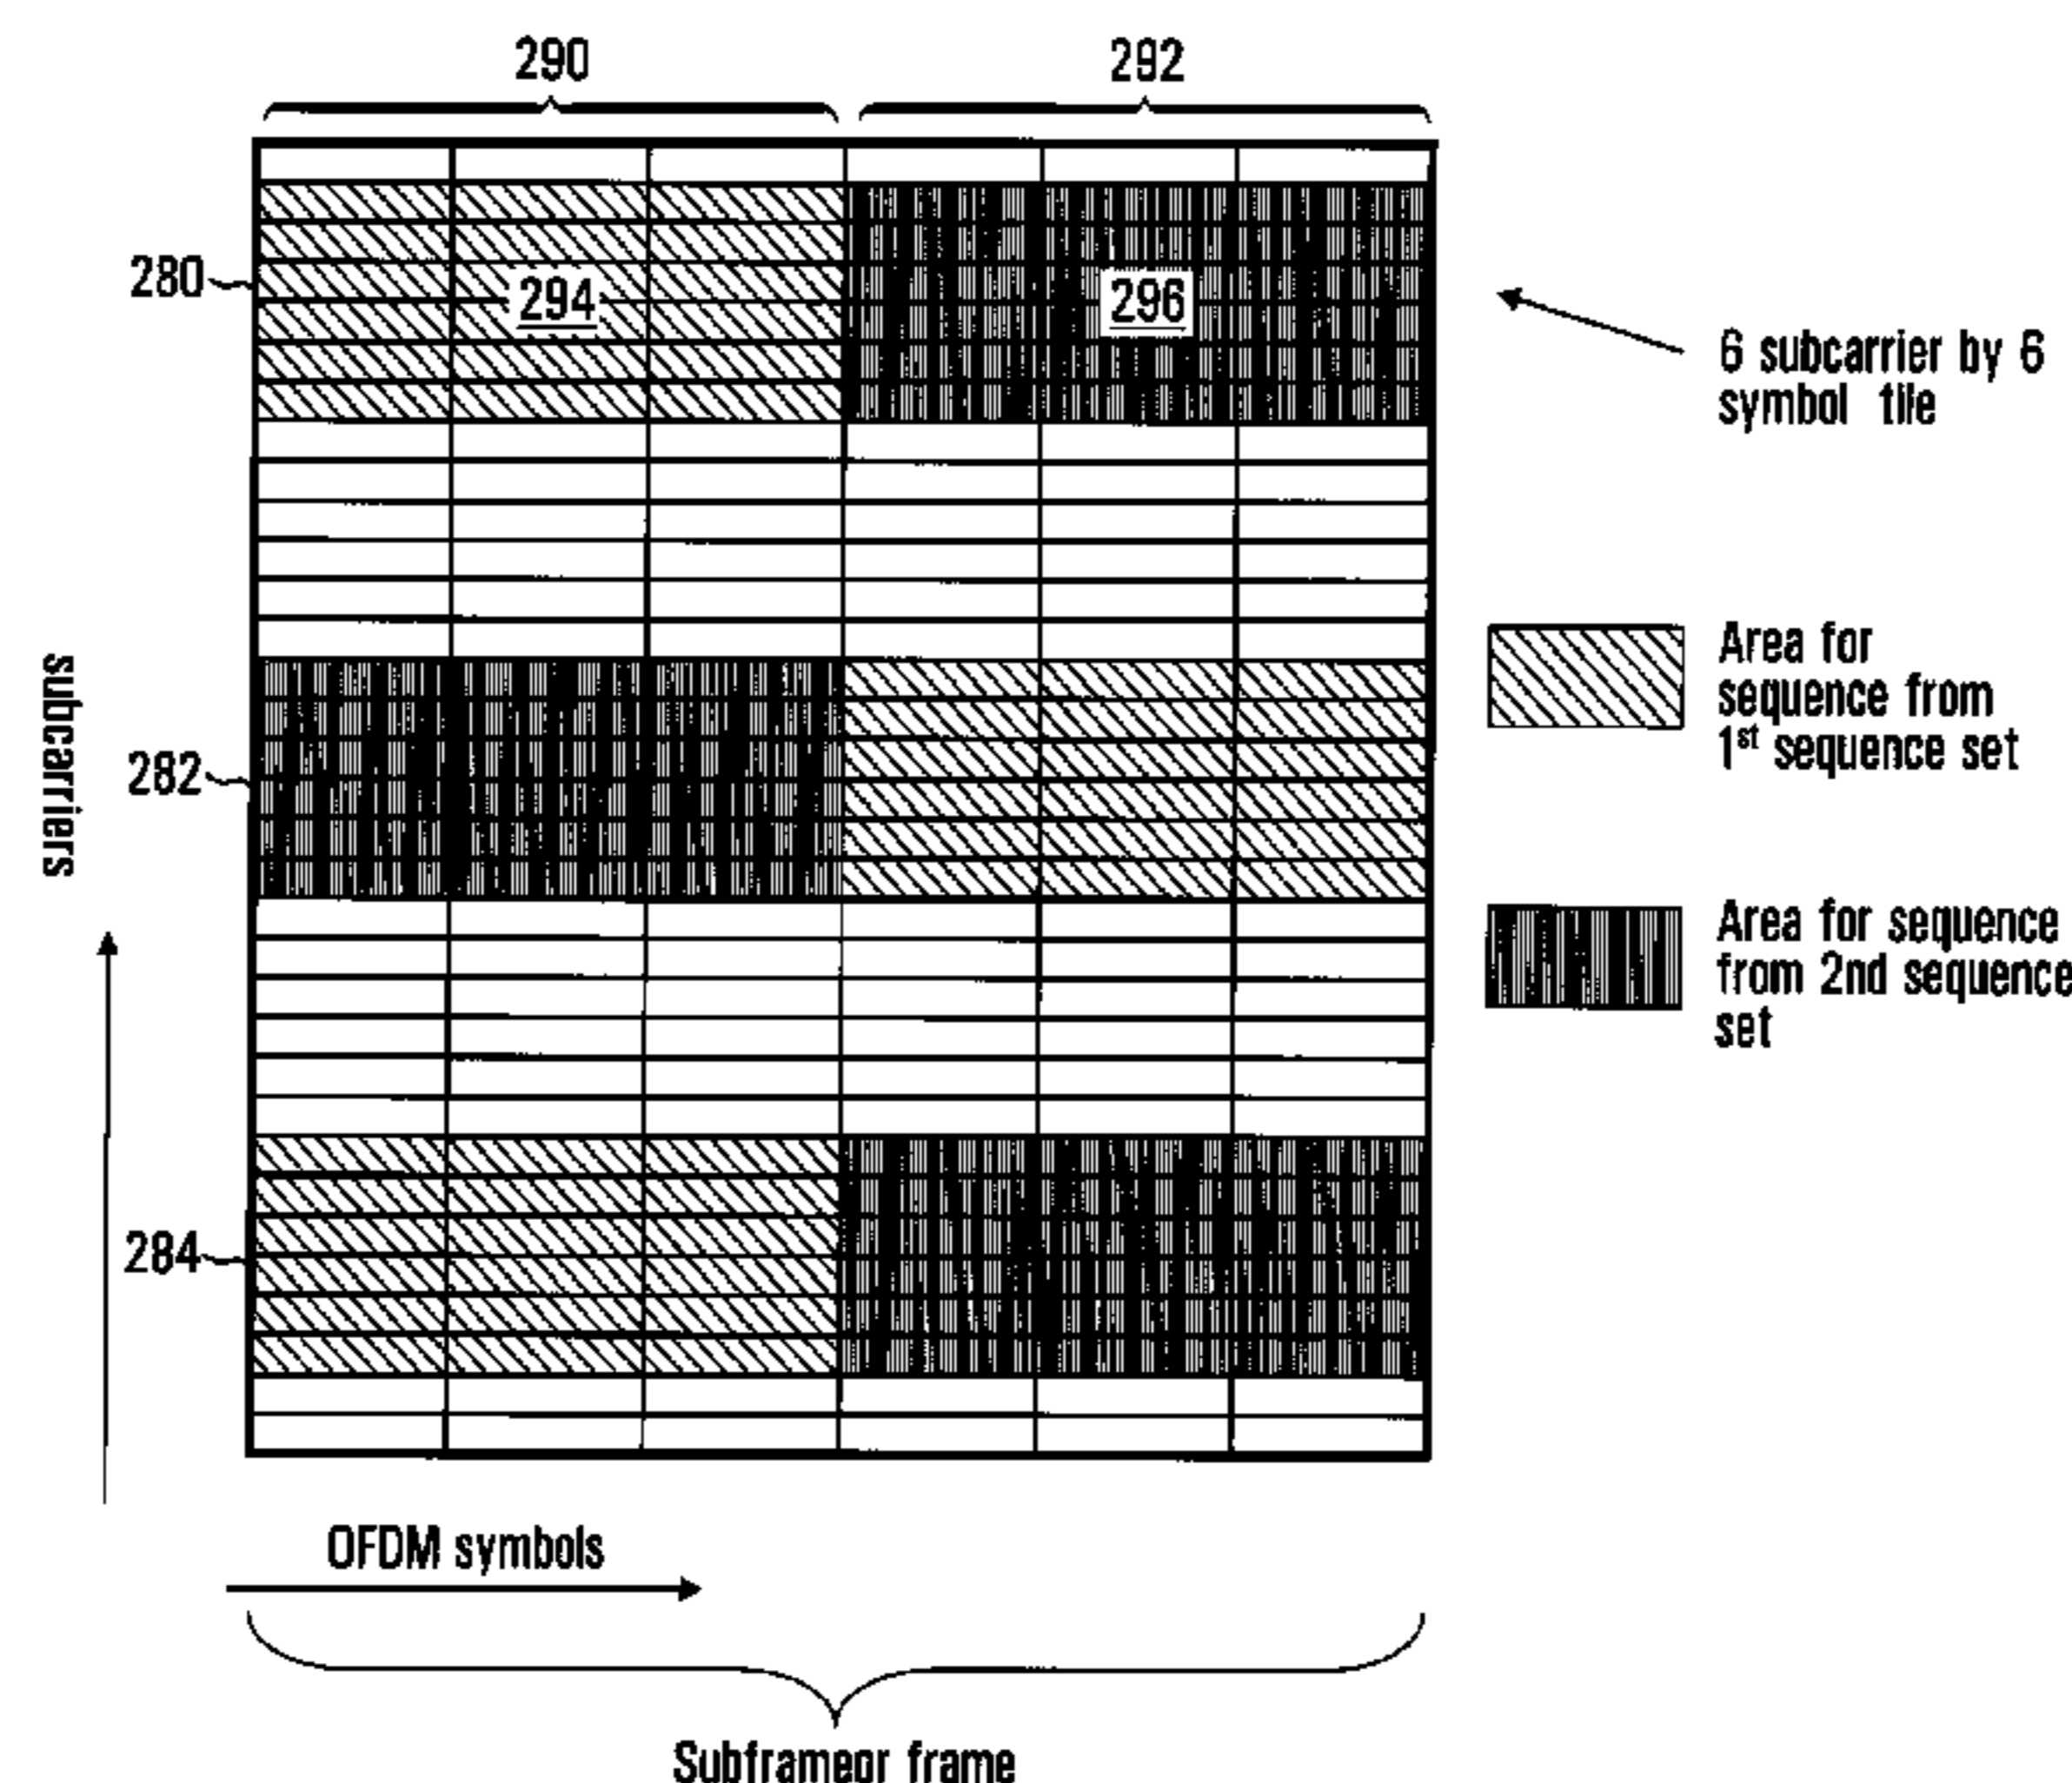 290
292
280
294
296
6 subcarrier by 6
symbol tile
Area for
sequence from
1st sequence set
subcarriers
282
Area for sequence
from 2nd sequence
set
284
OFDM symbols
Subframeor frame